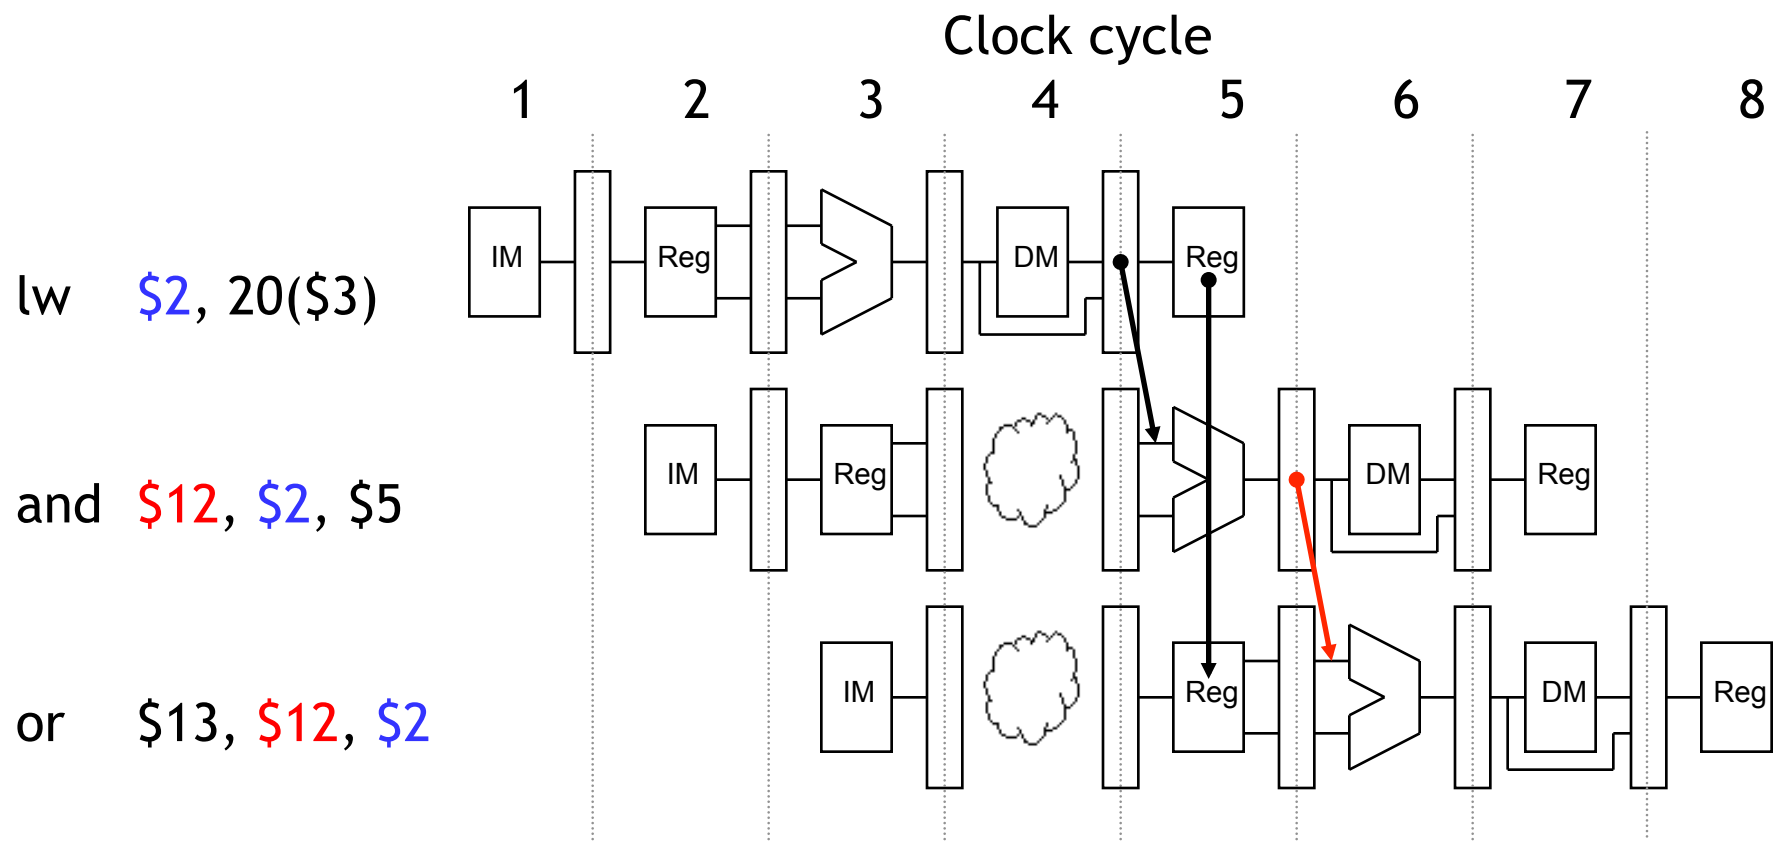 Clock cycle
1 2 3 4 5 6 7 8
IM Reg DM Reg
lw $2, 20($3)
IM Reg DM Reg
and $12, $2, $5
IM Reg DM Reg
or $13, $12, $2